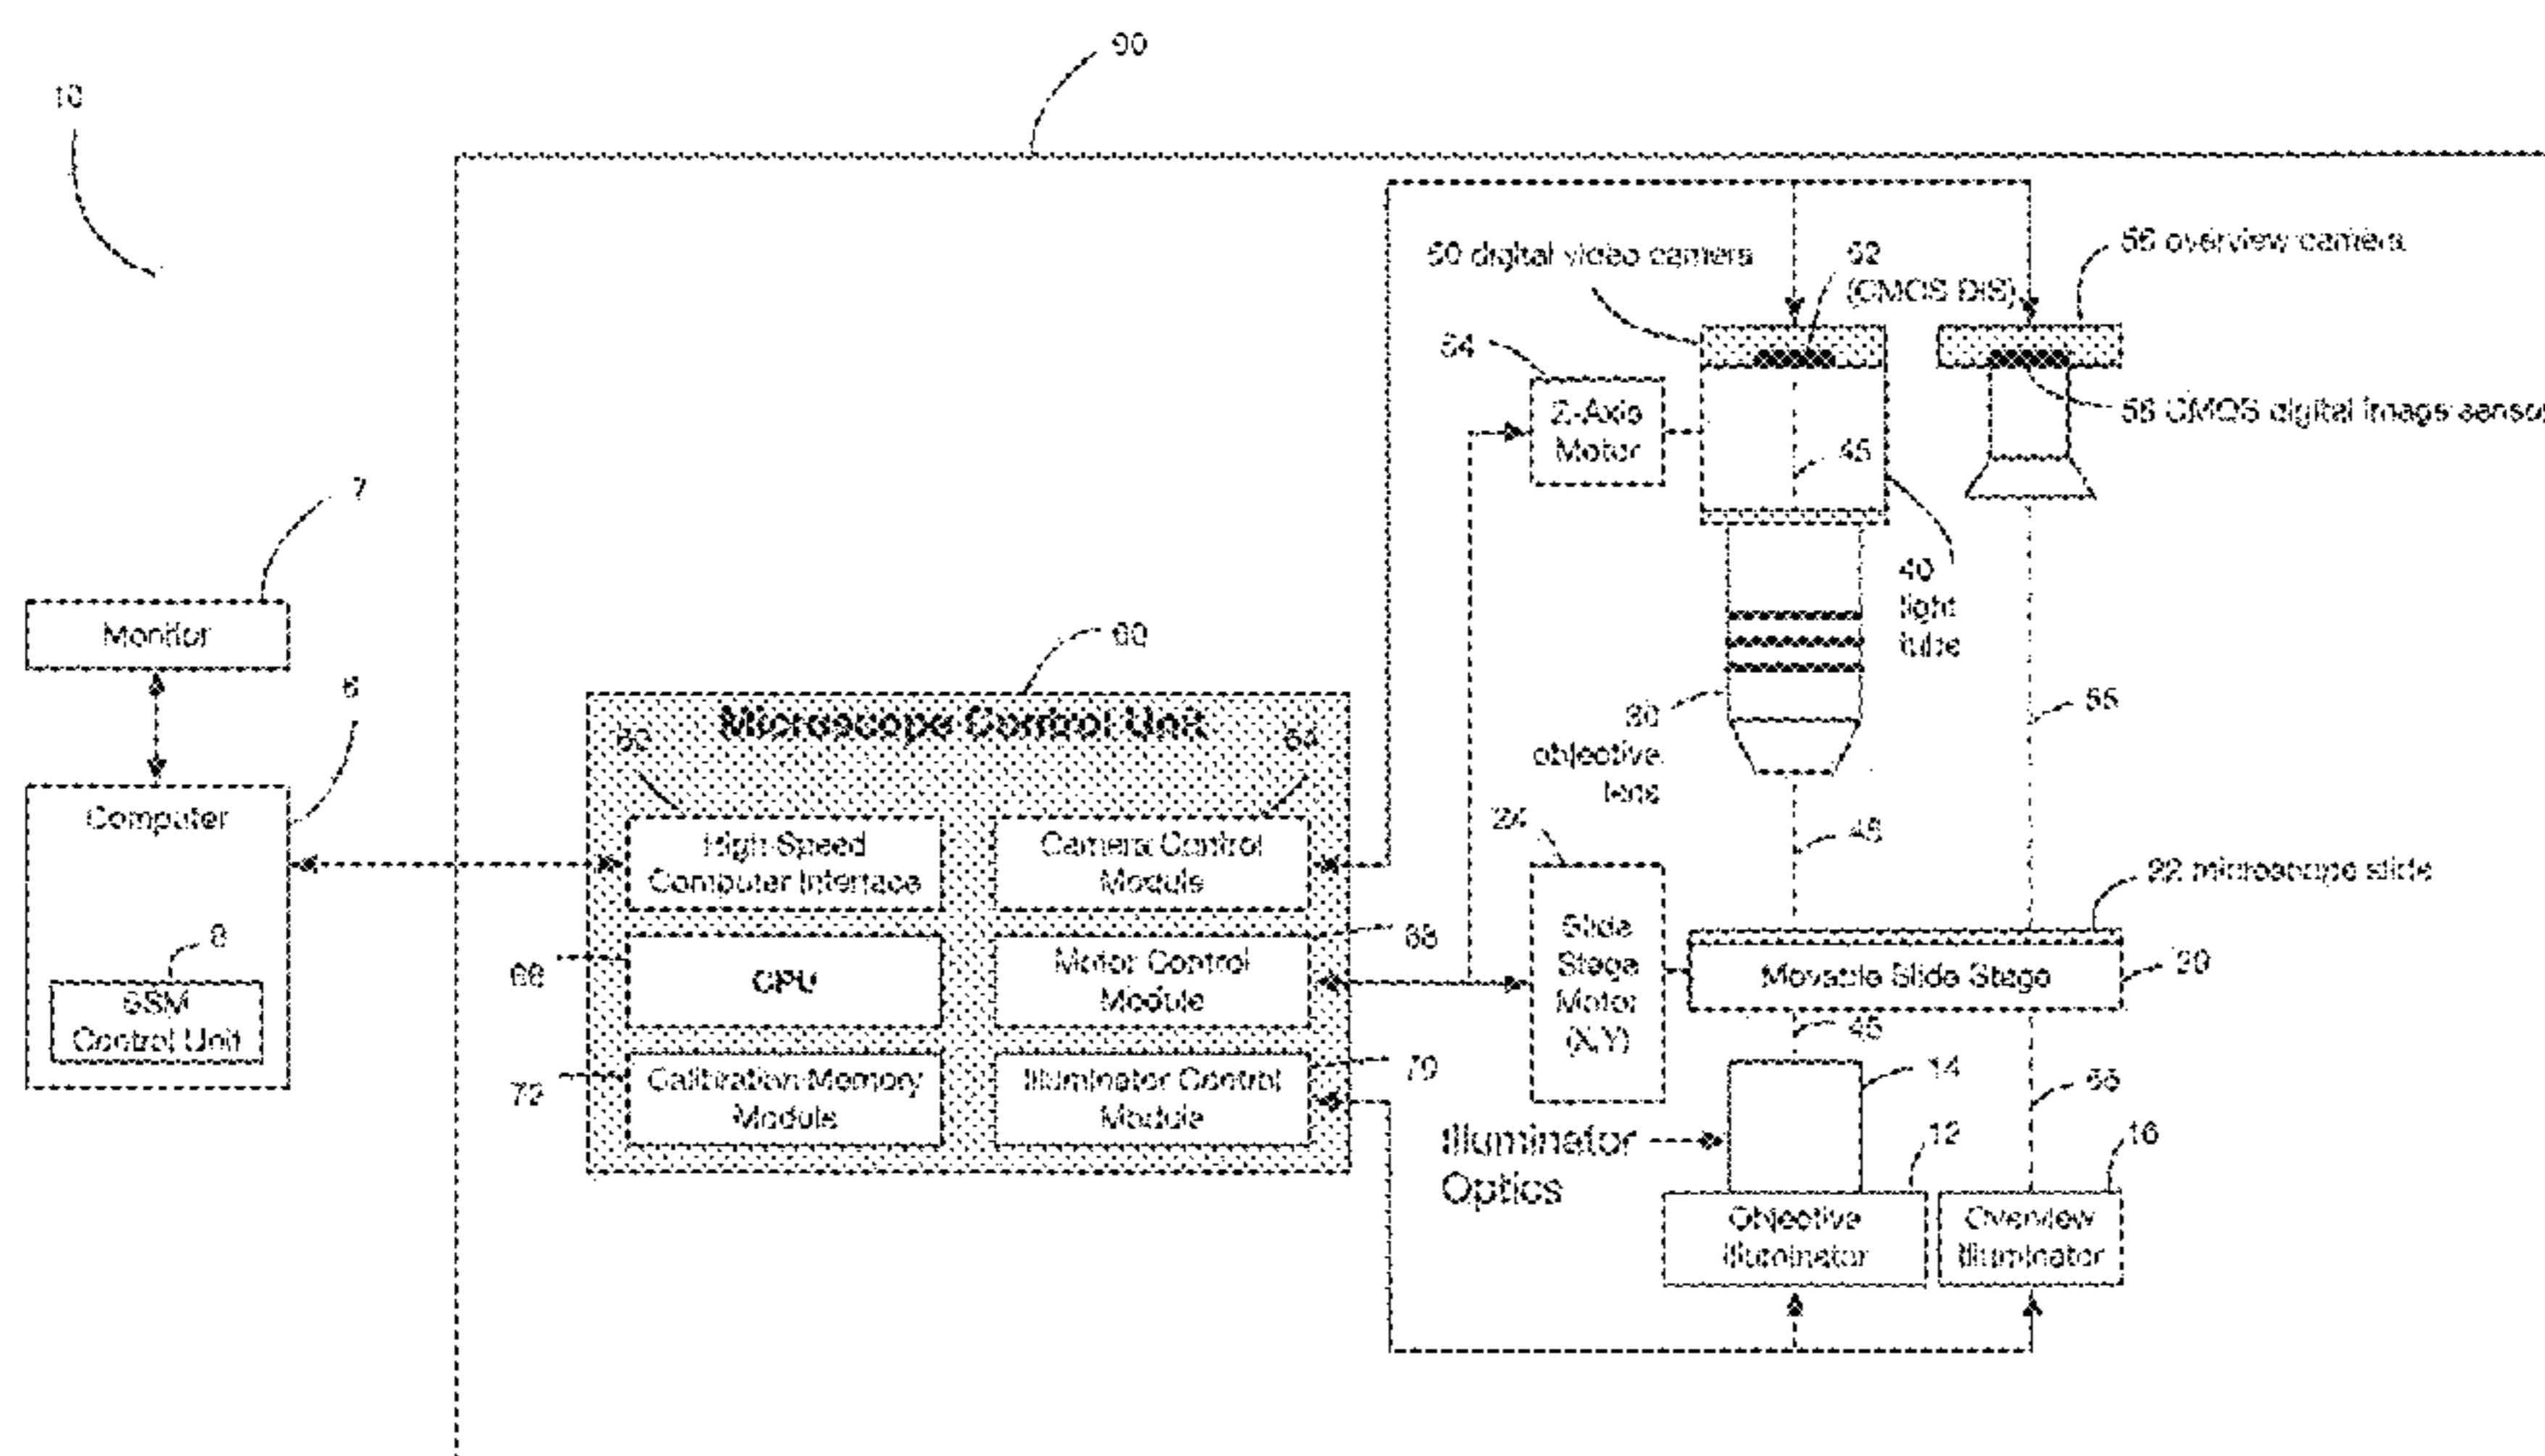 10
90
50 digital video camera
52
(CMOS DIS)
56 overview camera
54
Z-Axis
Motor
58 CMOS digital image
45
7
Monitor
40
light
tube
60
6
30
objective
lens
55
Microscope Control Unit
62
64
Computer
24
High Speed
Computer Interface
Camera Control
Module
45
22 microscope slide
8
GSM
Control Unit
66
CPU
Motor Control
Module
68
Slide
Stage
Motor
(X,Y)
Movable Slide Stage
20
45
72
Calibration Memory
Module
Illuminator Control
Module
70
14
55
Illuminator
Optics
12
16
Objective
Illuminator
Overview
Illuminator